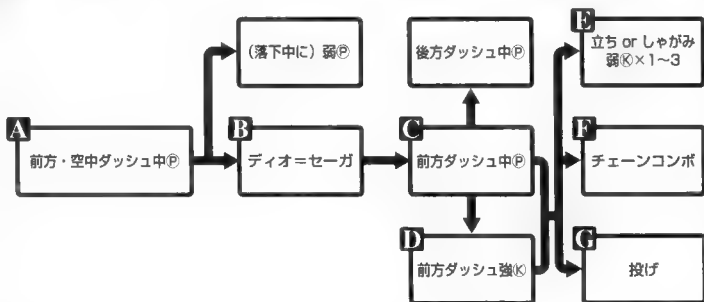 E
立ち or しゃがみ
弱Ⓚ×1~3
(落下中に) 弱Ⓟ
後方ダッシュ中Ⓟ
A
前方・空中ダッシュ中Ⓟ
B
ディオ=セーガ
C
前方ダッシュ中Ⓟ
F
チェーンコンボ
D
前方ダッシュ強Ⓚ
G
投げ